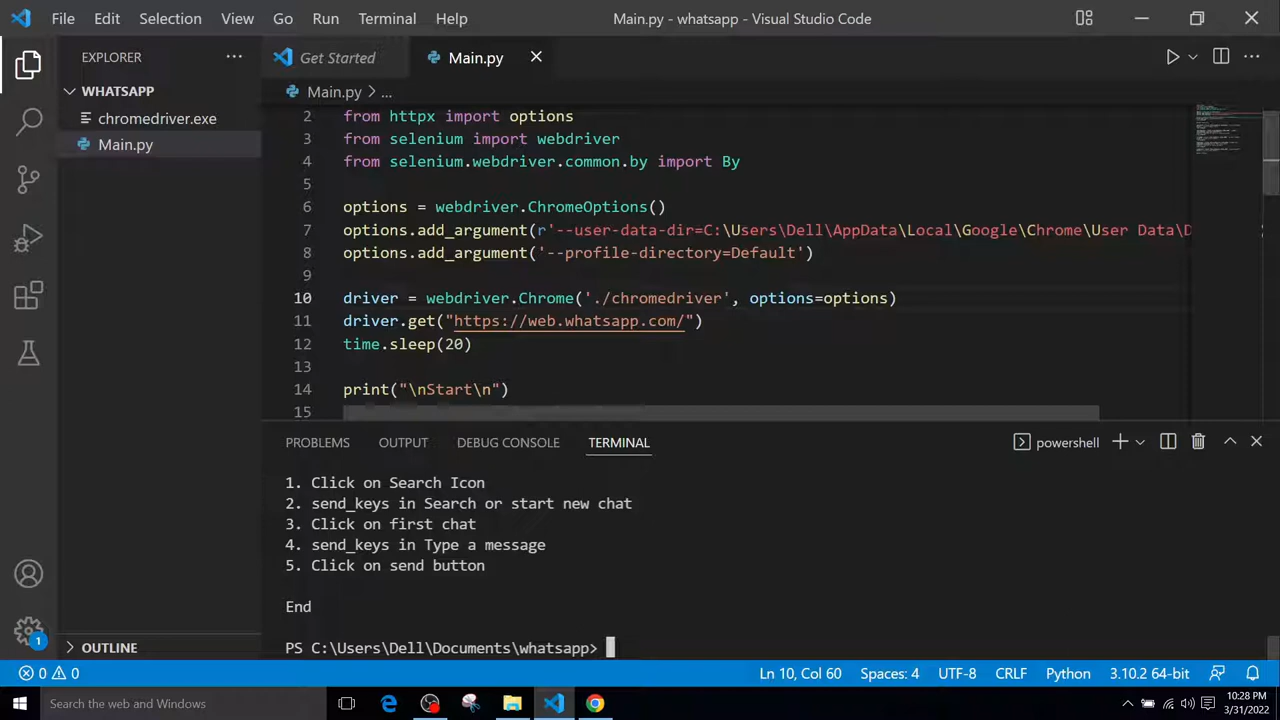 File Edit Selection View Go Run Terminal Help Main.py - whatsapp - Visual Studio Code
EXPLORER
WHATSAPP
chromedriver.exe
Main.py
OUTLINE
Get Started Main.py
Main.py > ...
2 from httpx import options
3 from selenium import webdriver
4 from selenium.webdriver.common.by import By
5
6 options = webdriver.ChromeOptions()
7 options.add_argument(r'--user-data-dir=C:\Users\Dell\AppData\Local\Google\Chrome\User Data\D
8 options.add_argument('--profile-directory=Default')
9
10 driver = webdriver.Chrome('./chromedriver', options=options)
11 driver.get("https://web.whatsapp.com/")
12 time.sleep(20)
13
14 print("\nStart\n")
15
PROBLEMS OUTPUT DEBUG CONSOLE TERMINAL powershell
1. Click on Search Icon
2. send_keys in Search or start new chat
3. Click on first chat
4. send_keys in Type a message
5. Click on send button
End
PS C:\Users\Dell\Documents\whatsapp>
1
0 0 Ln 10, Col 60 Spaces: 4 UTF-8 CRLF Python 3.10.2 64-bit
Search the web and Windows
10:28 PM
3/31/2022